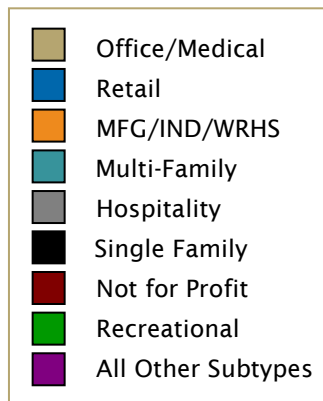 Office/Medical
Retail
MFG/IND/WRHS
Multi-Family
Hospitality
Single Family
Not for Profit
Recreational
All Other Subtypes